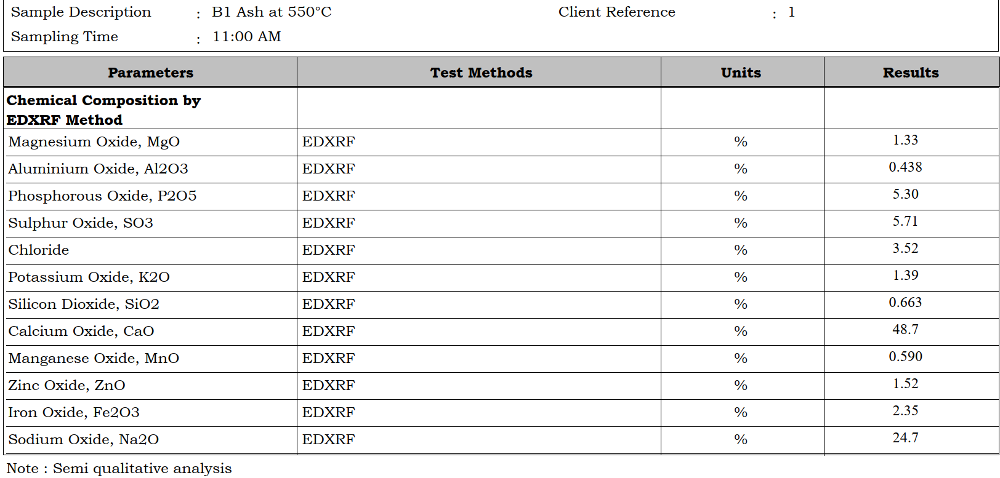 Sample Description : B1 Ash at 550°C Client Reference : 1
Sampling Time : 11:00 AM
Parameters Test Methods Units Results
Chemical Composition by
EDXRF Method
Magnesium Oxide, MgO EDXRF % 1.33
Aluminium Oxide, Al2O3 EDXRF % 0.438
Phosphorous Oxide, P2O5 EDXRF % 5.30
Sulphur Oxide, SO3 EDXRF % 5.71
Chloride EDXRF % 3.52
Potassium Oxide, K2O EDXRF % 1.39
Silicon Dioxide, SiO2 EDXRF % 0.663
Calcium Oxide, CaO EDXRF % 48.7
Manganese Oxide, MnO EDXRF % 0.590
Zinc Oxide, ZnO EDXRF % 1.52
Iron Oxide, Fe2O3 EDXRF % 2.35
Sodium Oxide, Na2O EDXRF % 24.7
Note : Semi qualitative analysis